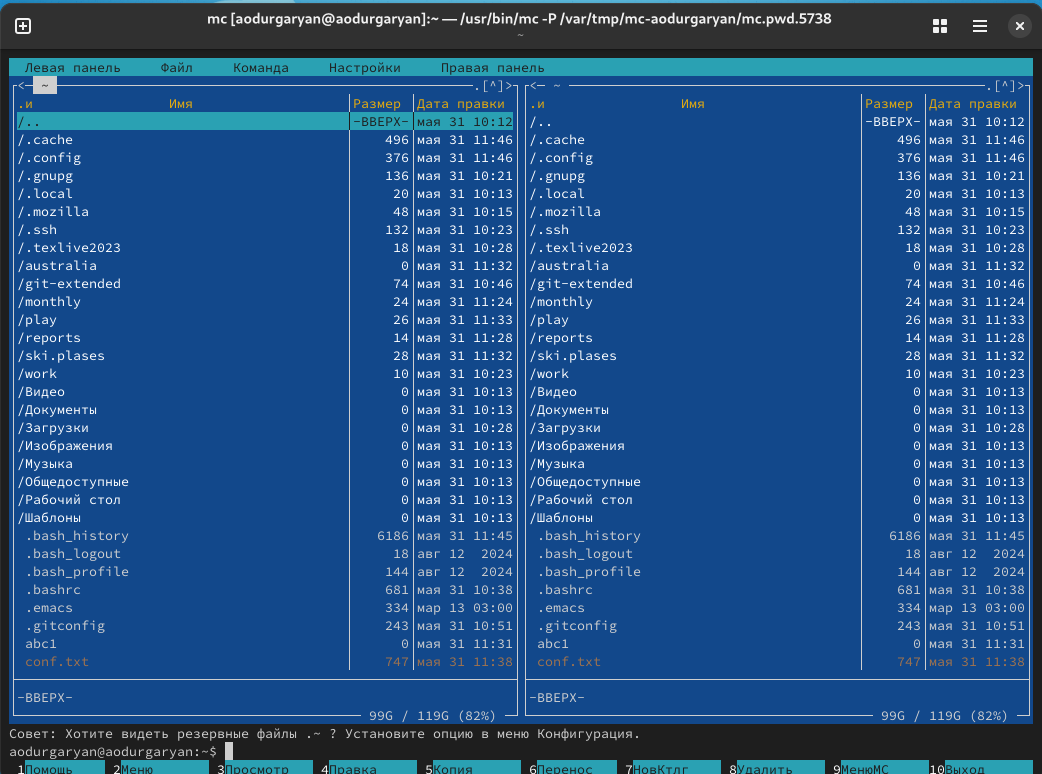 mc [aodurgaryan@aodurgaryan]:~ — /usr/bin/mc -P /var/tmp/mc-aodurgaryan/mc.pwd.5738
~
Левая панель Файл Команда Настройки Правая панель
<— ~ .[^]> <— ~ .[^]>
.и Имя Размер Дата правки .и Имя Размер Дата правки
/.. -ВВЕРХ- мая 31 10:12 /.. -ВВЕРХ- мая 31 10:12
/.cache 496 мая 31 11:46 /.cache 496 мая 31 11:46
/.config 376 мая 31 11:46 /.config 376 мая 31 11:46
/.gnupg 136 мая 31 10:21 /.gnupg 136 мая 31 10:21
/.local 20 мая 31 10:13 /.local 20 мая 31 10:13
/.mozilla 48 мая 31 10:15 /.mozilla 48 мая 31 10:15
/.ssh 132 мая 31 10:23 /.ssh 132 мая 31 10:23
/.texlive2023 18 мая 31 10:28 /.texlive2023 18 мая 31 10:28
/australia 0 мая 31 11:32 /australia 0 мая 31 11:32
/git-extended 74 мая 31 10:46 /git-extended 74 мая 31 10:46
/monthly 24 мая 31 11:24 /monthly 24 мая 31 11:24
/play 26 мая 31 11:33 /play 26 мая 31 11:33
/reports 14 мая 31 11:28 /reports 14 мая 31 11:28
/ski.plases 28 мая 31 11:32 /ski.plases 28 мая 31 11:32
/work 10 мая 31 10:23 /work 10 мая 31 10:23
/Видео 0 мая 31 10:13 /Видео 0 мая 31 10:13
/Документы 0 мая 31 10:13 /Документы 0 мая 31 10:13
/Загрузки 0 мая 31 10:28 /Загрузки 0 мая 31 10:28
/Изображения 0 мая 31 10:13 /Изображения 0 мая 31 10:13
/Музыка 0 мая 31 10:13 /Музыка 0 мая 31 10:13
/Общедоступные 0 мая 31 10:13 /Общедоступные 0 мая 31 10:13
/Рабочий стол 0 мая 31 10:13 /Рабочий стол 0 мая 31 10:13
/Шаблоны 0 мая 31 10:13 /Шаблоны 0 мая 31 10:13
.bash_history 6186 мая 31 11:45 .bash_history 6186 мая 31 11:45
.bash_logout 18 авг 12 2024 .bash_logout 18 авг 12 2024
.bash_profile 144 авг 12 2024 .bash_profile 144 авг 12 2024
.bashrc 681 мая 31 10:38 .bashrc 681 мая 31 10:38
.emacs 334 мар 13 03:00 .emacs 334 мар 13 03:00
.gitconfig 243 мая 31 10:51 .gitconfig 243 мая 31 10:51
abc1 0 мая 31 11:31 abc1 0 мая 31 11:31
conf.txt 747 мая 31 11:38 conf.txt 747 мая 31 11:38
-ВВЕРХ- -ВВЕРХ-
99G / 119G (82%) 99G / 119G (82%)
Совет: Хотите видеть резервные файлы .~ ? Установите опцию в меню Конфигурация.
aodurgaryan@aodurgaryan:~$
1Помощь 2Меню 3Просмотр 4Правка 5Копия 6Перенос 7НовКтлг 8Удалить 9МенюMC 10Выход